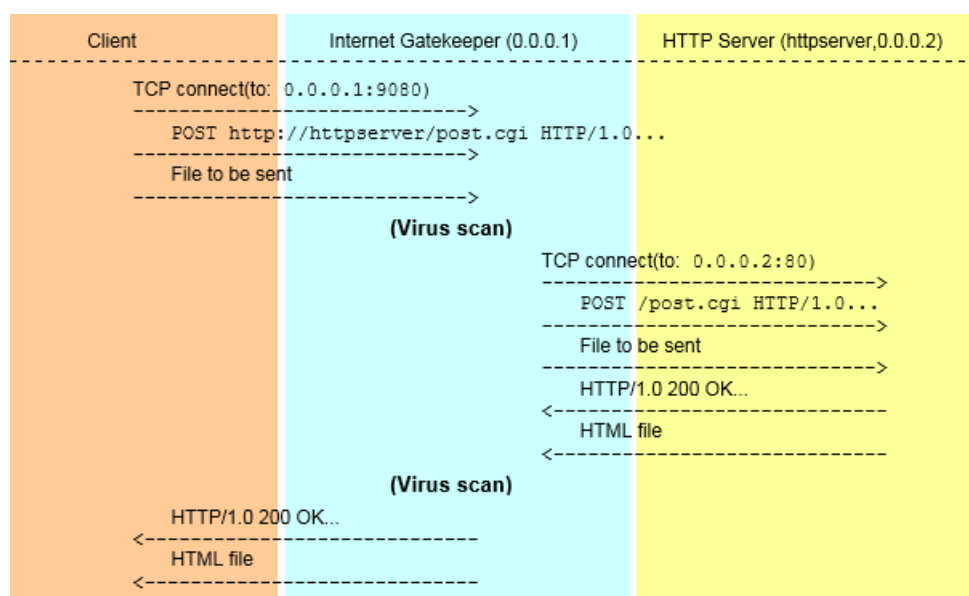 Client Internet Gatekeeper (0.0.0.1) HTTP Server (httpserver,0.0.0.2)
TCP connect(to: 0.0.0.1:9080)
POST http://httpserver/post.cgi HTTP/1.0...
File to be sent
(Virus scan)
TCP connect(to: 0.0.0.2:80)
POST /post.cgi HTTP/1.0...
File to be sent
HTTP/1.0 200 OK...
HTML file
(Virus scan)
HTTP/1.0 200 OK...
HTML file